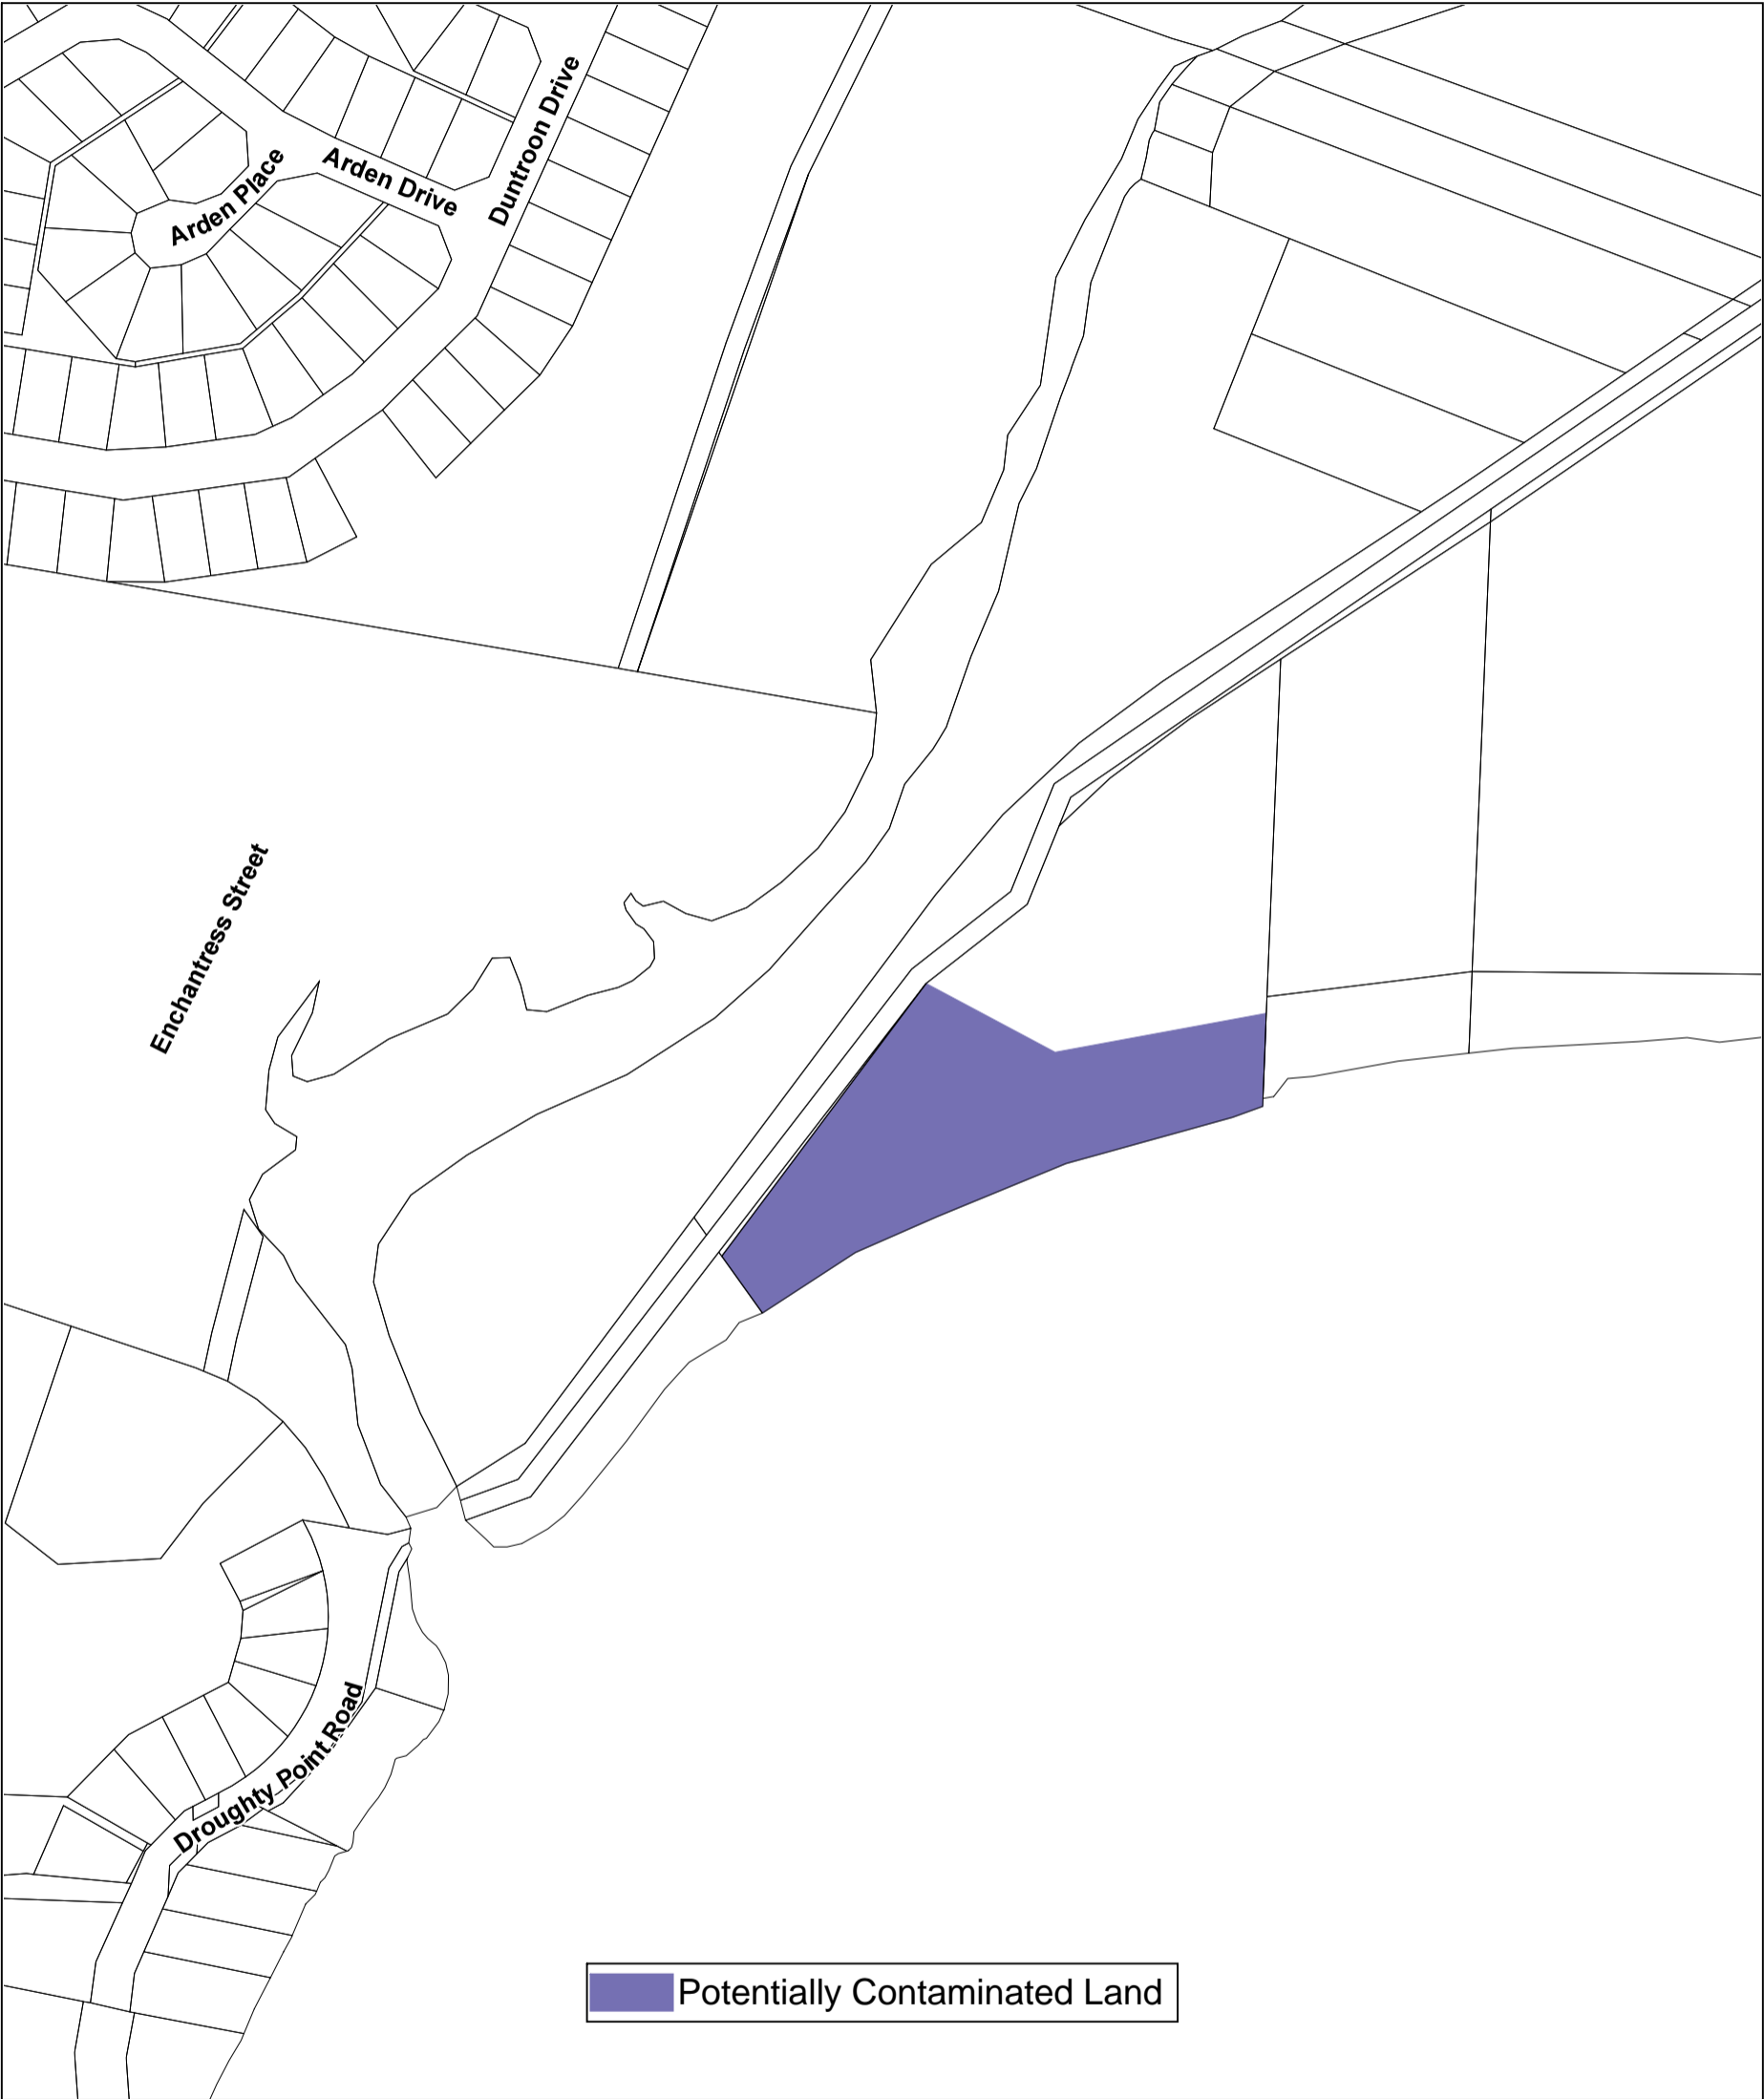 Duntroon Drive
Arden Place
Arden Drive
Enchantress Street
Droughty Point Road
Potentially Contaminated Land